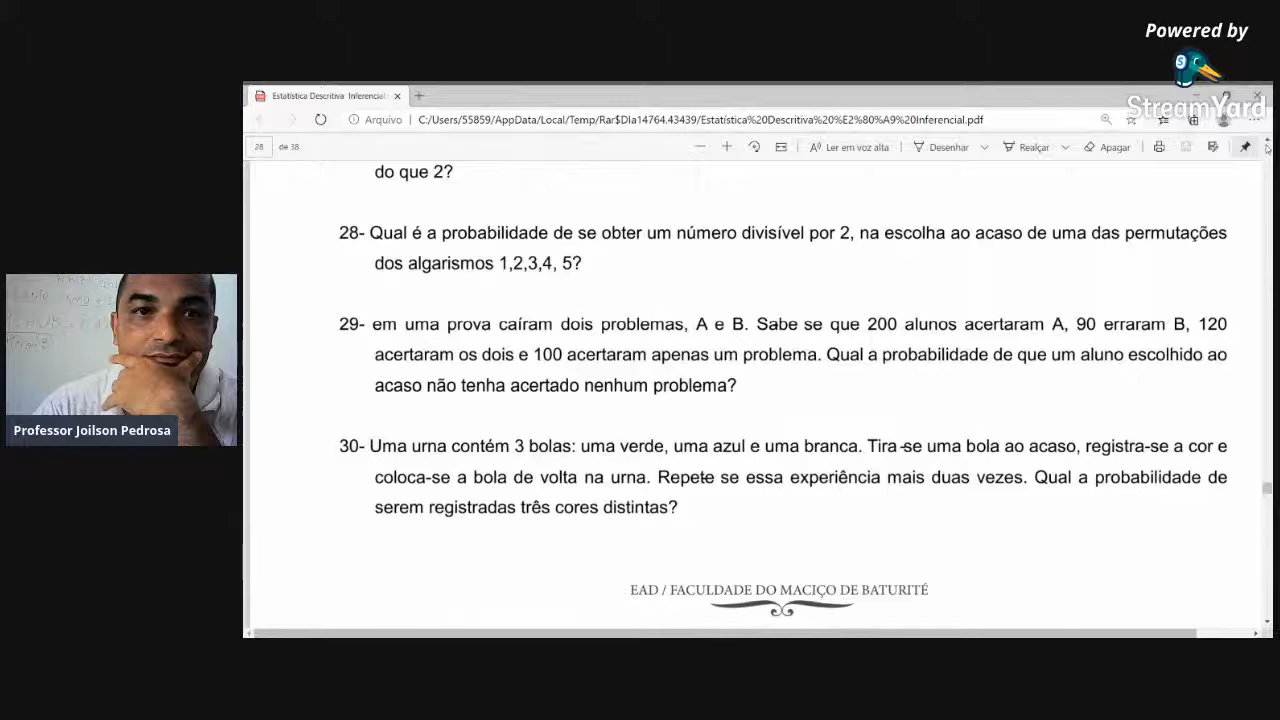 Powered by
StreamYard
Estatística Descritiva Inferencial
Arquivo
C:/Users/55859/AppData/Local/Temp/Rar$DIa14764.43439/Estatística%20Descritiva%20%E2%80%A9%20Inferencial.pdf
28 de 38
Ler em voz alta
Desenhar
Realçar
Apagar
do que 2?
28- Qual é a probabilidade de se obter um número divisível por 2, na escolha ao acaso de uma das permutações
dos algarismos 1,2,3,4, 5?
29- em uma prova caíram dois problemas, A e B. Sabe se que 200 alunos acertaram A, 90 erraram B, 120
acertaram os dois e 100 acertaram apenas um problema. Qual a probabilidade de que um aluno escolhido ao
acaso não tenha acertado nenhum problema?
30- Uma urna contém 3 bolas: uma verde, uma azul e uma branca. Tira-se uma bola ao acaso, registra-se a cor e
coloca-se a bola de volta na urna. Repete se essa experiência mais duas vezes. Qual a probabilidade de
serem registradas três cores distintas?
EAD / FACULDADE DO MACIÇO DE BATURITÉ
Professor Joilson Pedrosa